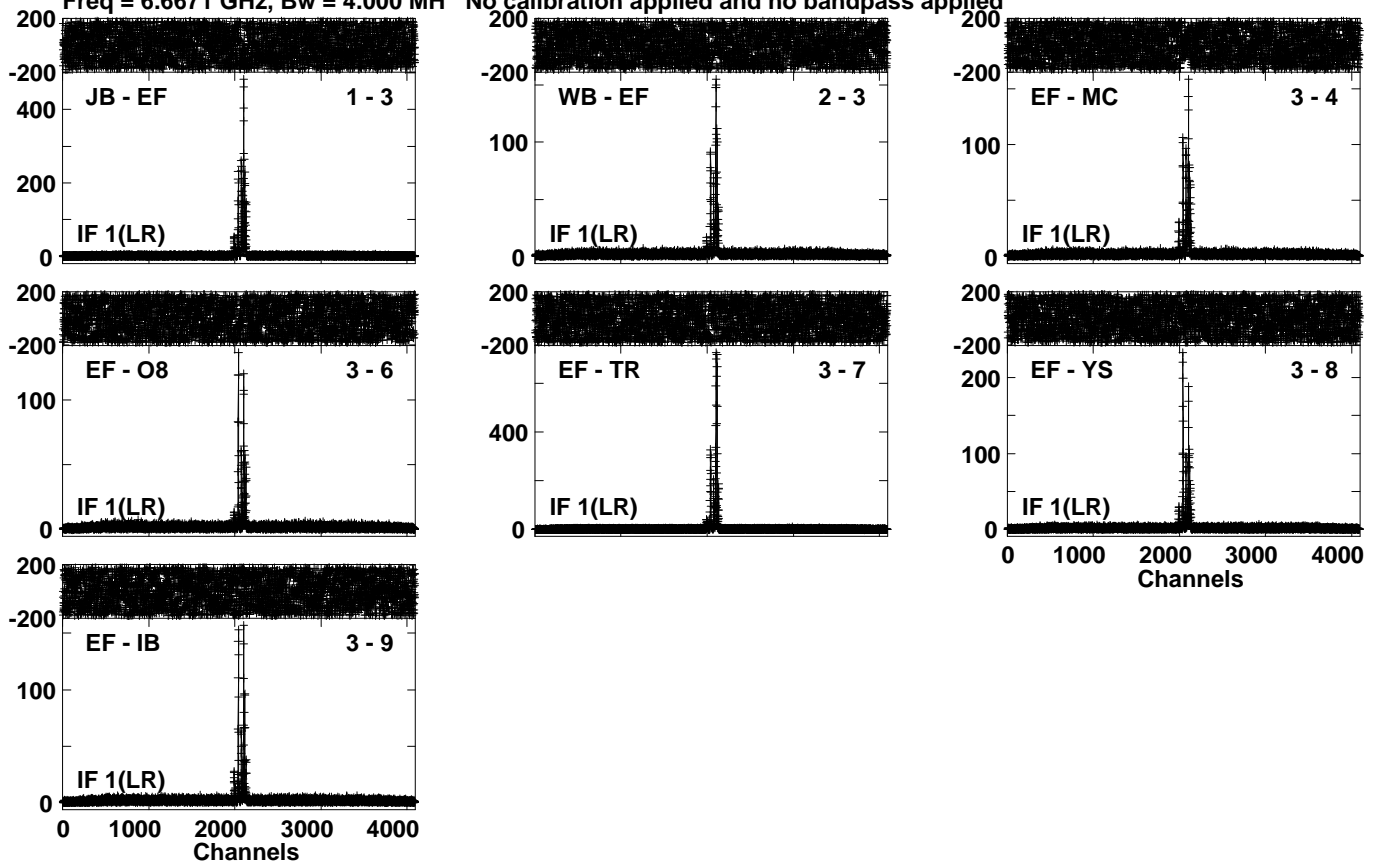 Freq = 6.6671 GHz, Bw = 4.000 MH No calibration applied and no bandpass applied
200 200 200
-200 -200 -200
JB - EF 1 - 3 WB - EF 2 - 3 EF - MC 3 - 4
400
100 100
200
IF 1(LR) IF 1(LR) IF 1(LR)
0 0 0
200 200 200
-200 -200 -200
EF - O8 3 - 6 EF - TR 3 - 7 EF - YS 3 - 8
200
100
400
100
IF 1(LR) IF 1(LR) IF 1(LR)
0 0 0
0 1000 2000 3000 4000
Channels
200
-200
EF - IB 3 - 9
100
IF 1(LR)
0
0 1000 2000 3000 4000
Channels